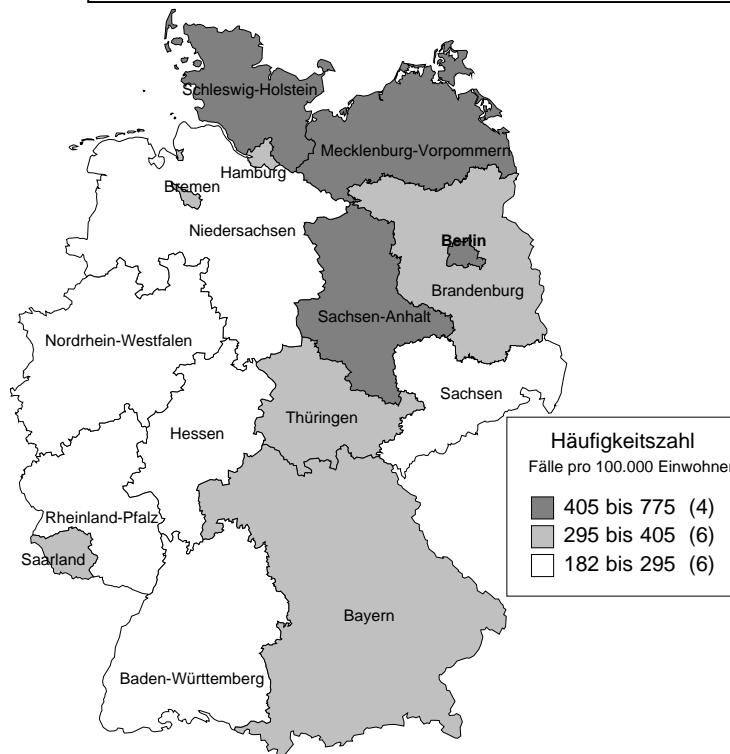 Schleswig-Holstein
Mecklenburg-Vorpommern
Hamburg
Bremen
Niedersachsen
Berlin
Brandenburg
Sachsen-Anhalt
Nordrhein-Westfalen
Sachsen
Thüringen
Hessen
Rheinland-Pfalz
Saarland
Bayern
Baden-Württemberg
Häufigkeitszahl
Fälle pro 100.000 Einwohner
405 bis 775 (4)
295 bis 405 (6)
182 bis 295 (6)